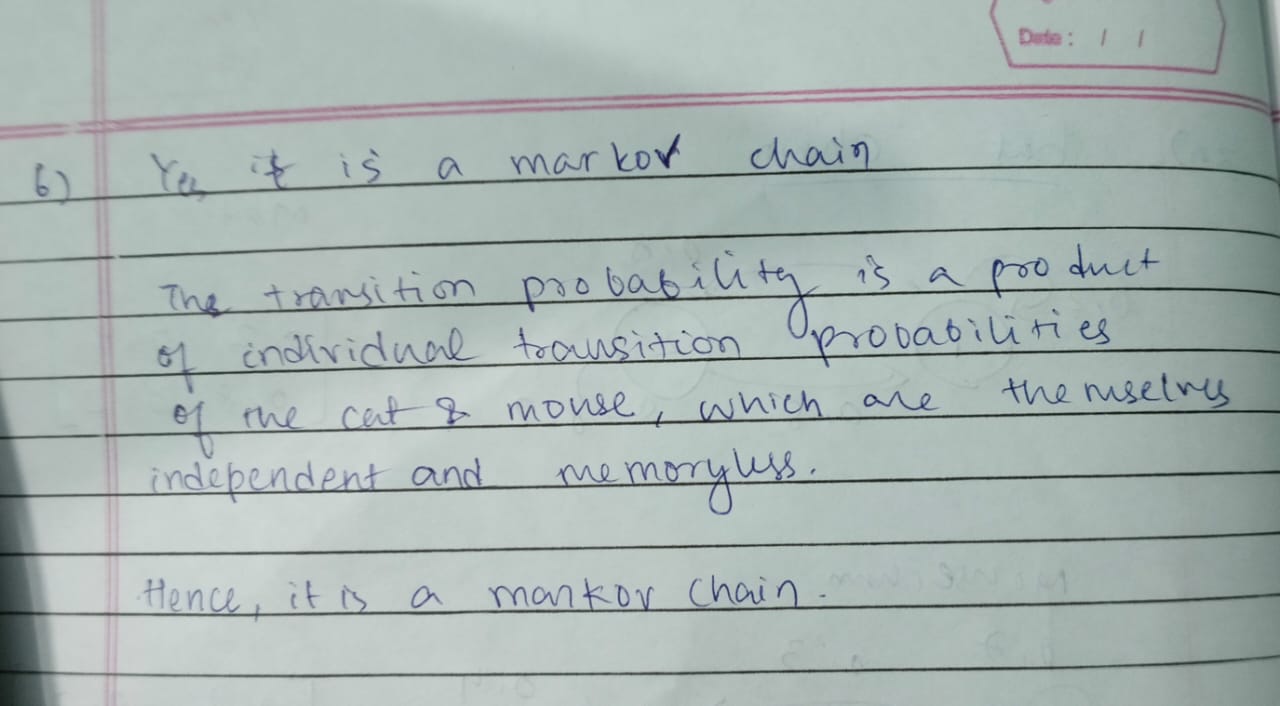 Date: / /
6) Yes it is a markov chain
The transition probability is a product
of individual transition probabilities
of the cat & mouse, which are themselves
independent and memoryless.
Hence, it is a markov chain.